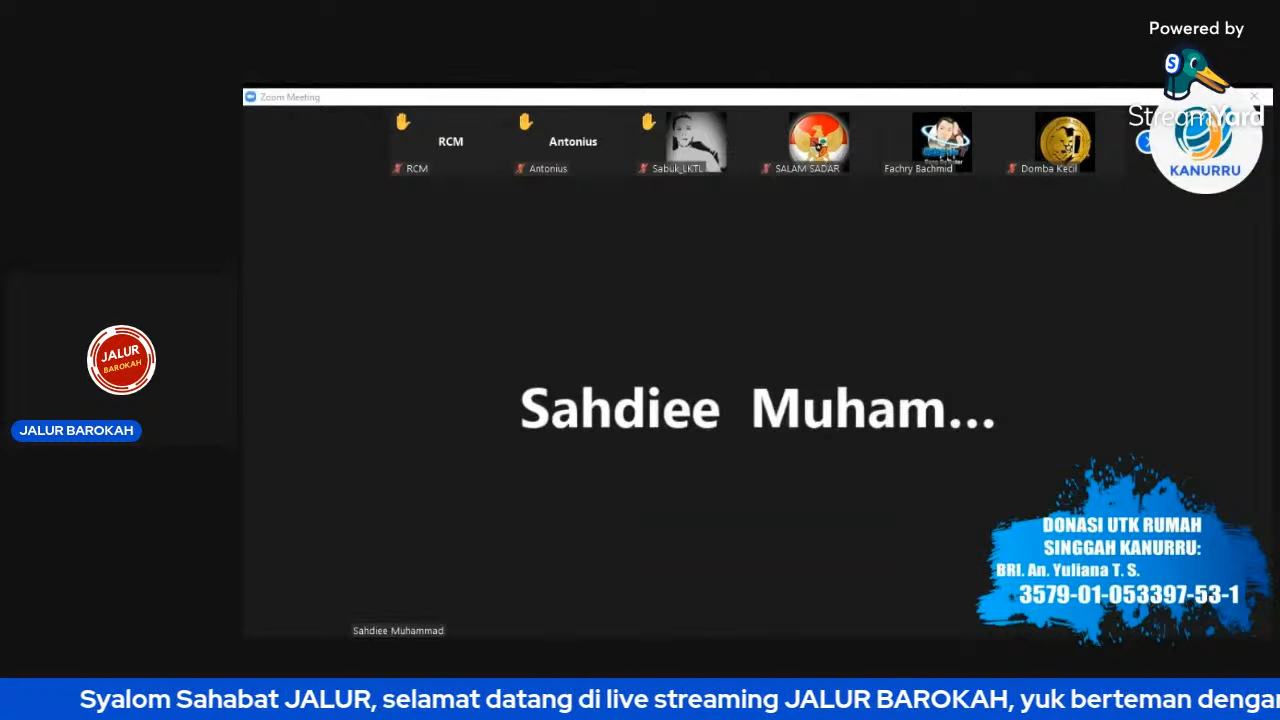 Powered by
StreamYard
Zoom Meeting
RCM
Antonius
RCM
Antonius
Sabuk_LKTL
SALAM SADAR
Fachry Bachmid
Domba Kecil
KANURRU
JALUR
BAROKAH
JALUR BAROKAH
Sahdiee Muham...
DONASI UTK RUMAH
SINGGAH KANURRU:
BRI. An. Yuliana T. S.
3579-01-053397-53-1
Sahdiee Muhammad
Syalom Sahabat JALUR, selamat datang di live streaming JALUR BAROKAH, yuk berteman dengan